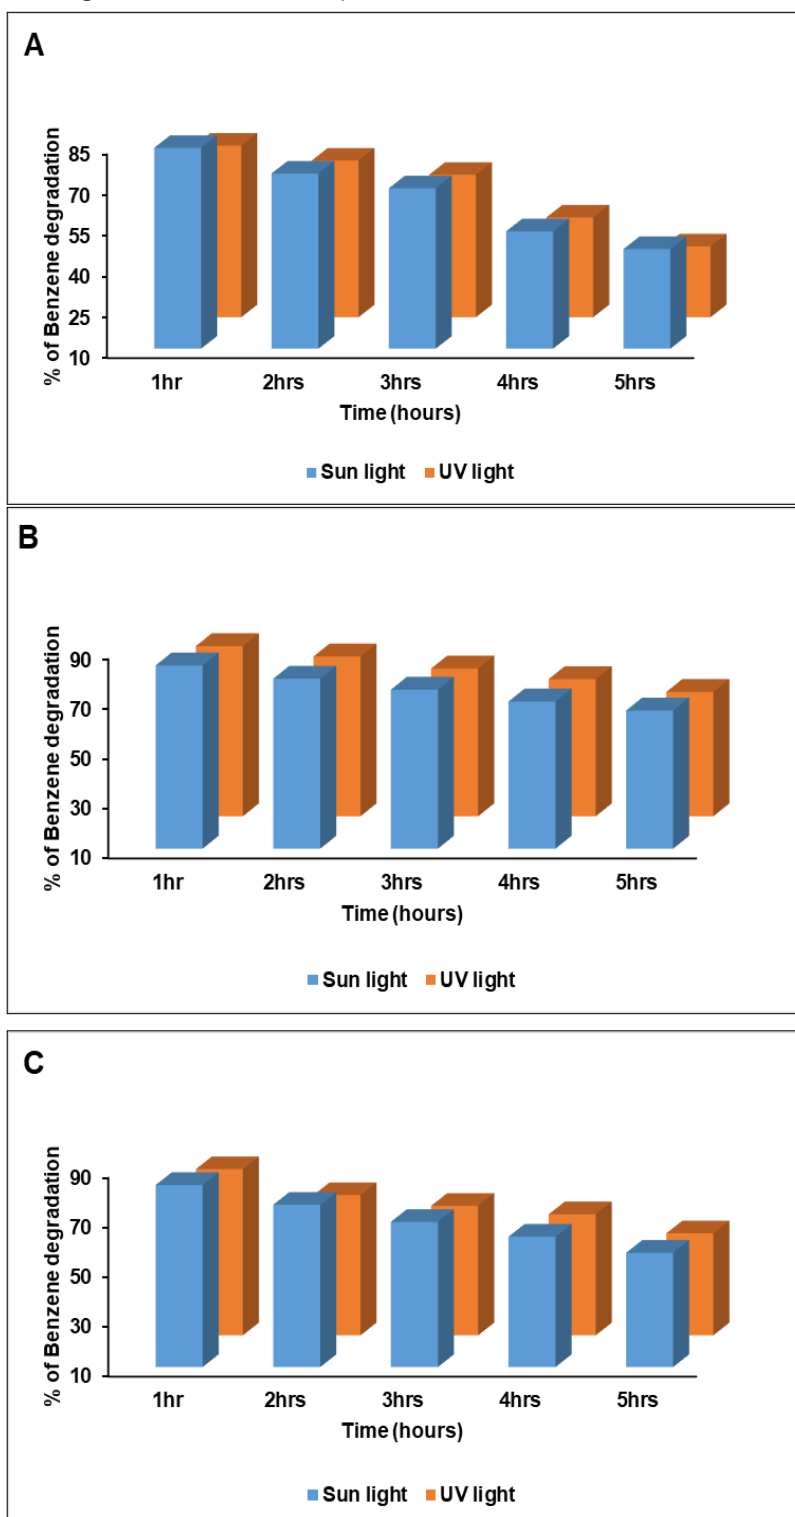 A
% of Benzene degradation
85
70
55
40
25
10
1hr 2hrs 3hrs 4hrs 5hrs
Time (hours)
Sun light UV light
B
% of Benzene degradation
90
70
50
30
10
1hr 2hrs 3hrs 4hrs 5hrs
Time (hours)
Sun light UV light
C
% of Benzene degradation
90
70
50
30
10
1hr 2hrs 3hrs 4hrs 5hrs
Time (hours)
Sun light UV light